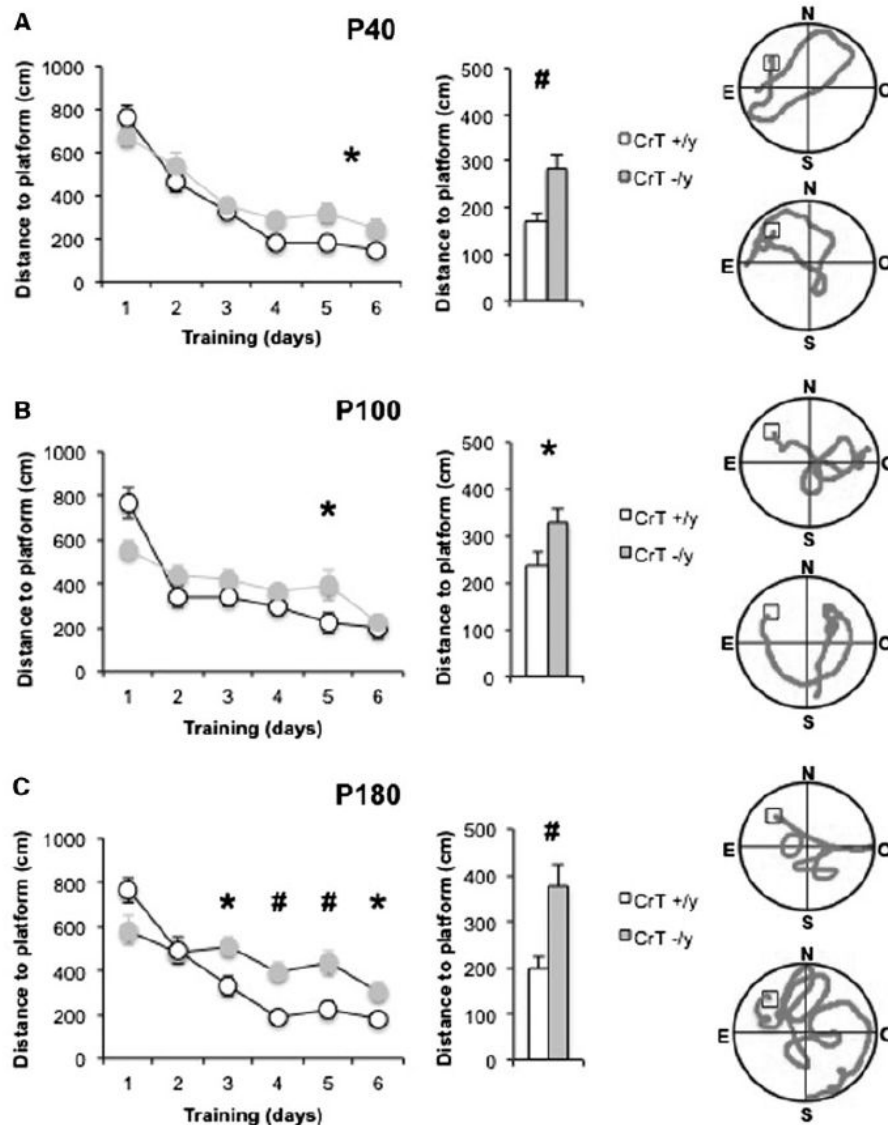 A
P40
Distance to platform (cm)
1000
800
600
400
200
0
*
1 2 3 4 5 6
Training (days)
Distance to platform (cm)
500
400
300
200
100
0
#
CrT +/y
CrT -/y
N
E
O
S
N
E
O
S
B
P100
Distance to platform (cm)
1000
800
600
400
200
0
*
1 2 3 4 5 6
Training (days)
Distance to platform (cm)
500
400
300
200
100
0
*
CrT +/y
CrT -/y
N
E
O
S
N
E
O
S
C
P180
Distance to platform (cm)
1000
800
600
400
200
0
* # # *
1 2 3 4 5 6
Training (days)
Distance to platform (cm)
500
400
300
200
100
0
#
CrT +/y
CrT -/y
N
E
O
S
N
E
O
S